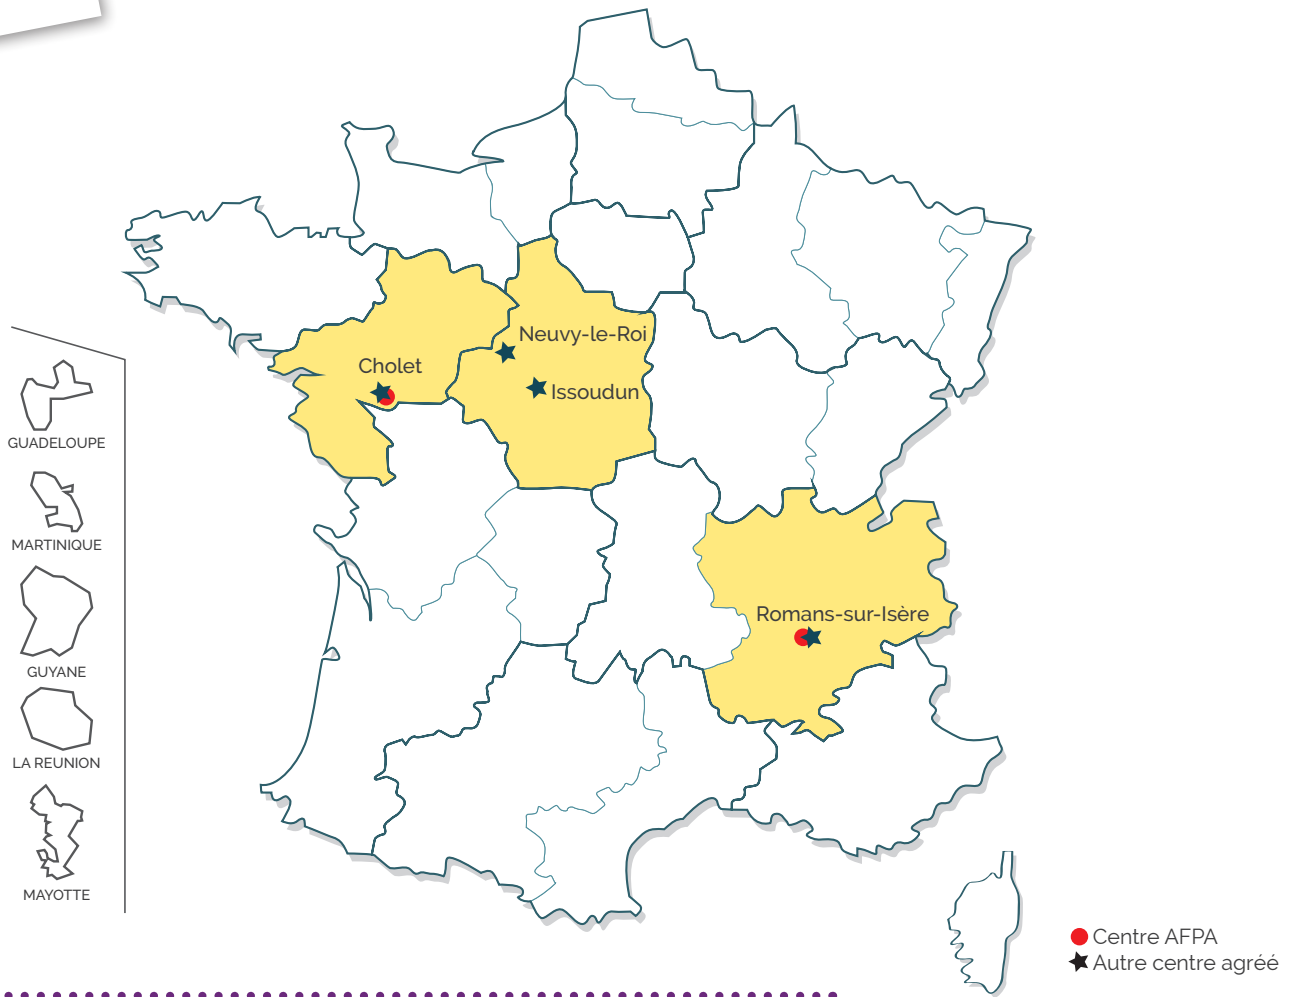 Neuvy-le-Roi
Cholet
Issoudun
Romans-sur-Isère
GUADELOUPE
MARTINIQUE
GUYANE
LA REUNION
MAYOTTE
Centre AFPA
Autre centre agréé